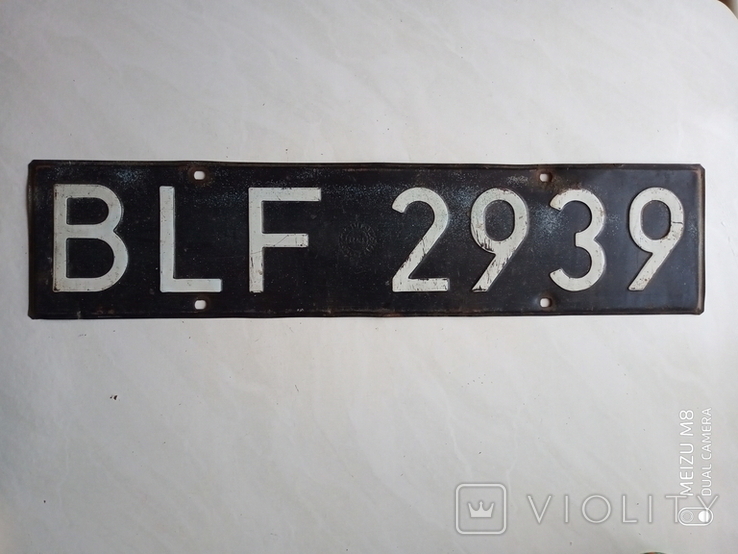 BLF 2939
MEIZU M8
DUAL CAMERA
VIOLITY